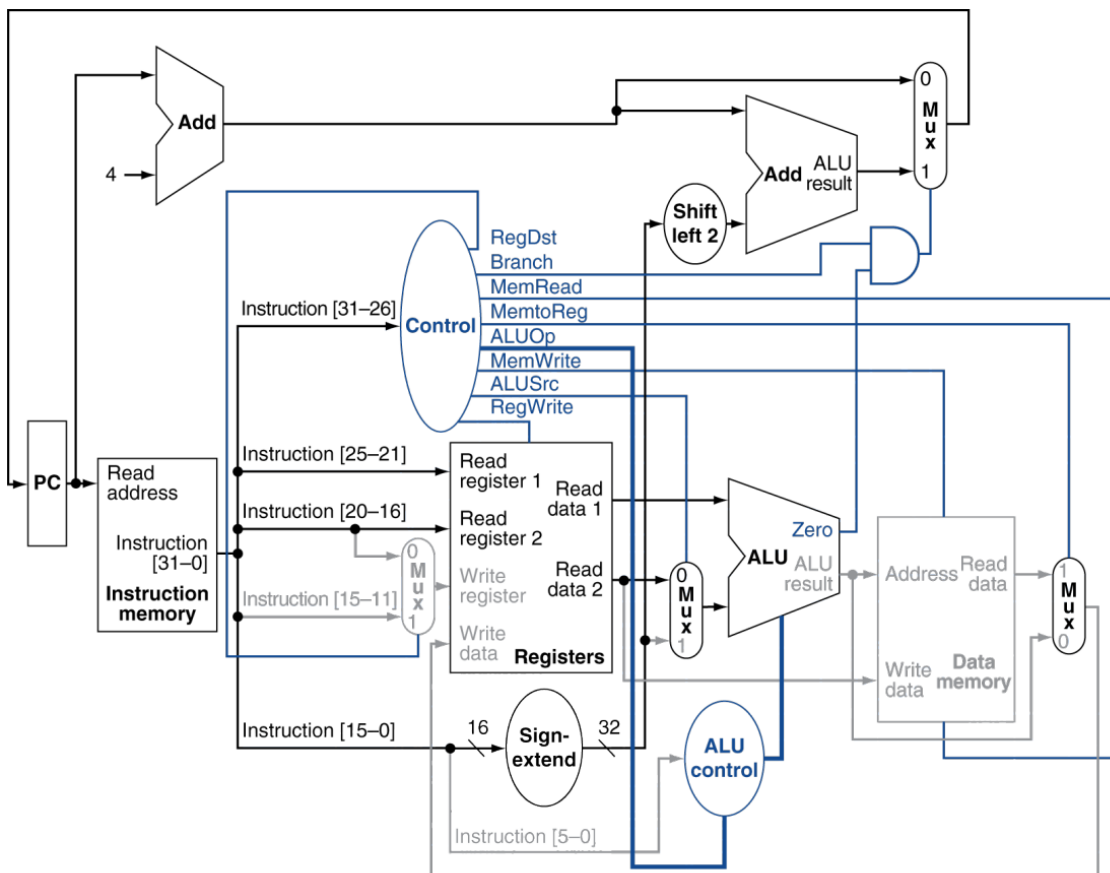 Add
4
Add
ALU
result
0
Mux
1
Shift
left 2
RegDst
Branch
MemRead
MemtoReg
ALUOp
MemWrite
ALUSrc
RegWrite
Control
Instruction [31–26]
Instruction [25–21]
Instruction [20–16]
Instruction [15–11]
Instruction [15–0]
Instruction [5–0]
PC
Read
address
Instruction
[31–0]
Instruction
memory
0
Mux
1
Read
register 1
Read
register 2
Write
register
Write
data
Read
data 1
Read
data 2
Registers
0
Mux
1
Zero
ALU
ALU
result
Address
Read
data
Write
data
Data
memory
1
Mux
0
16
Sign-
extend
32
ALU
control